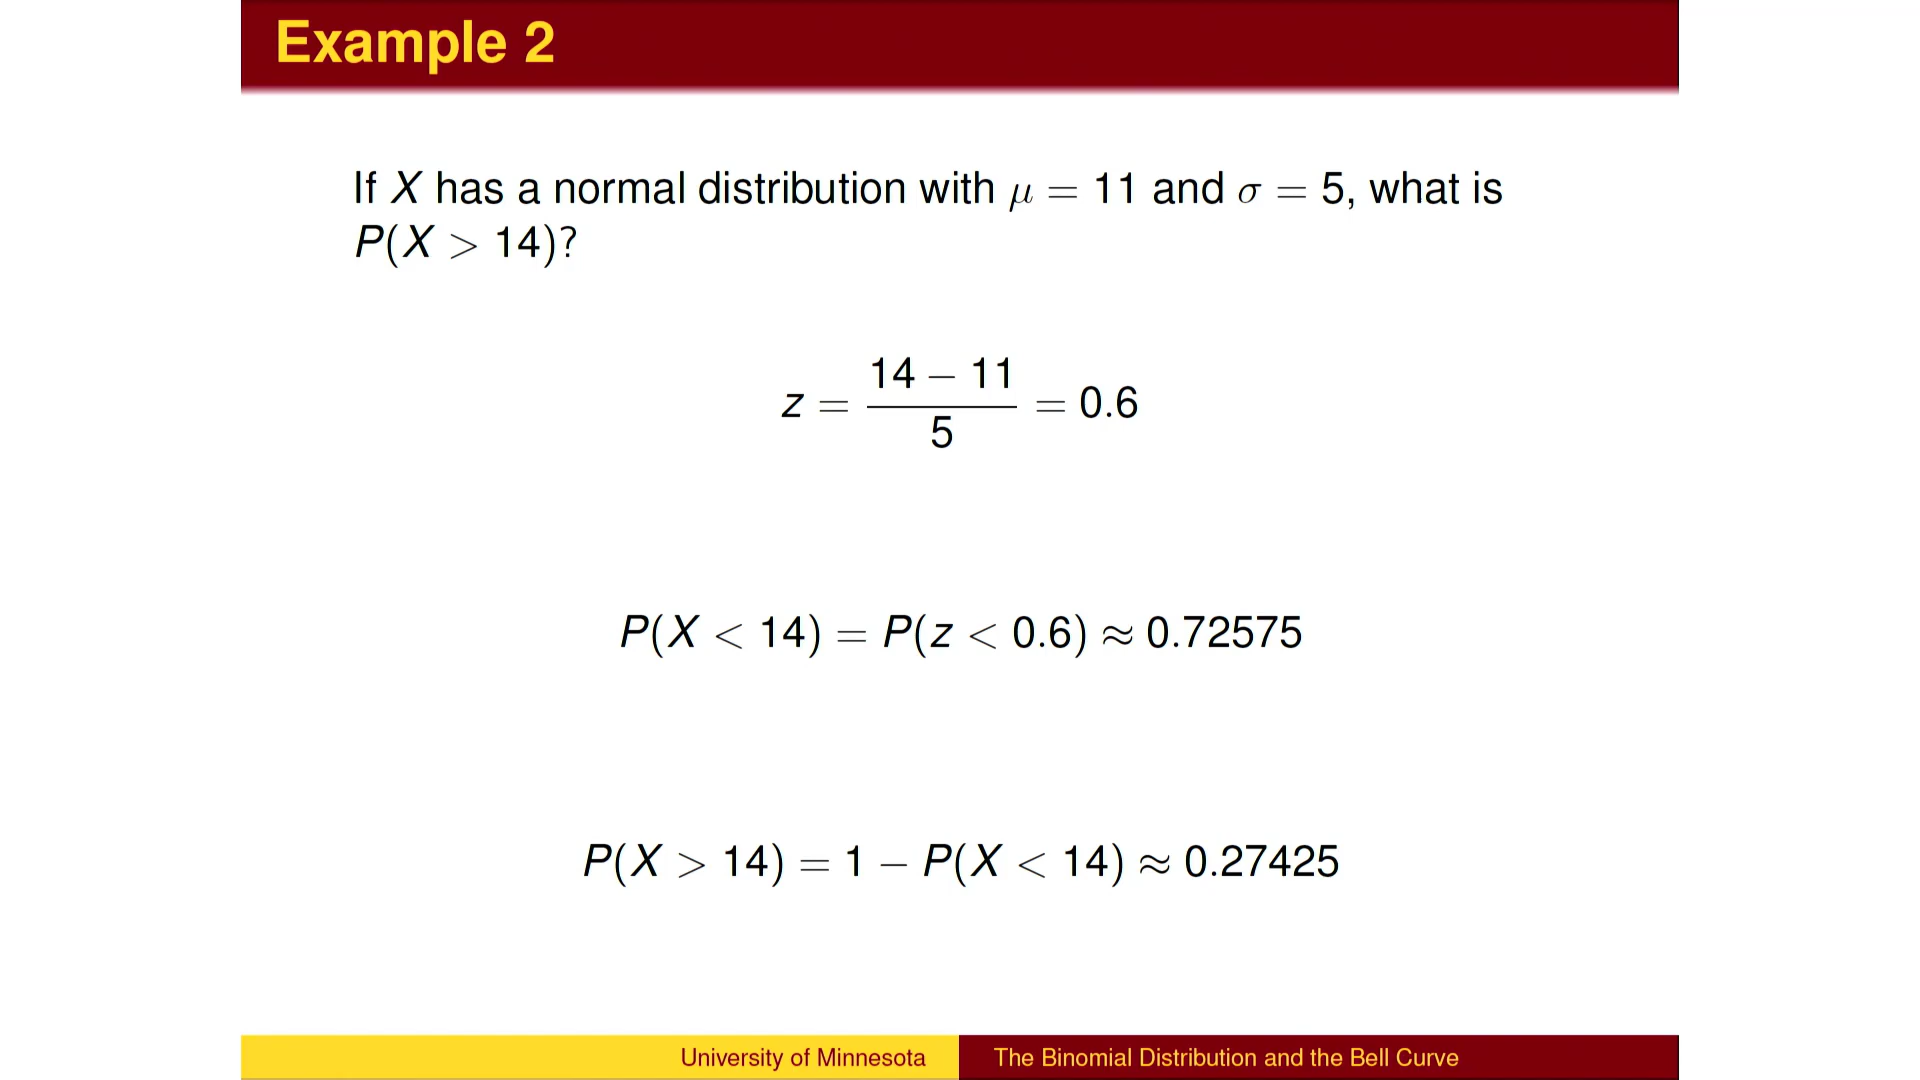 Example 2
If X has a normal distribution with μ = 11 and σ = 5, what is
P(X > 14)?
z = \frac{14 − 11}{5} = 0.6
P(X < 14) = P(z < 0.6) ≈ 0.72575
P(X > 14) = 1 − P(X < 14) ≈ 0.27425
University of Minnesota The Binomial Distribution and the Bell Curve